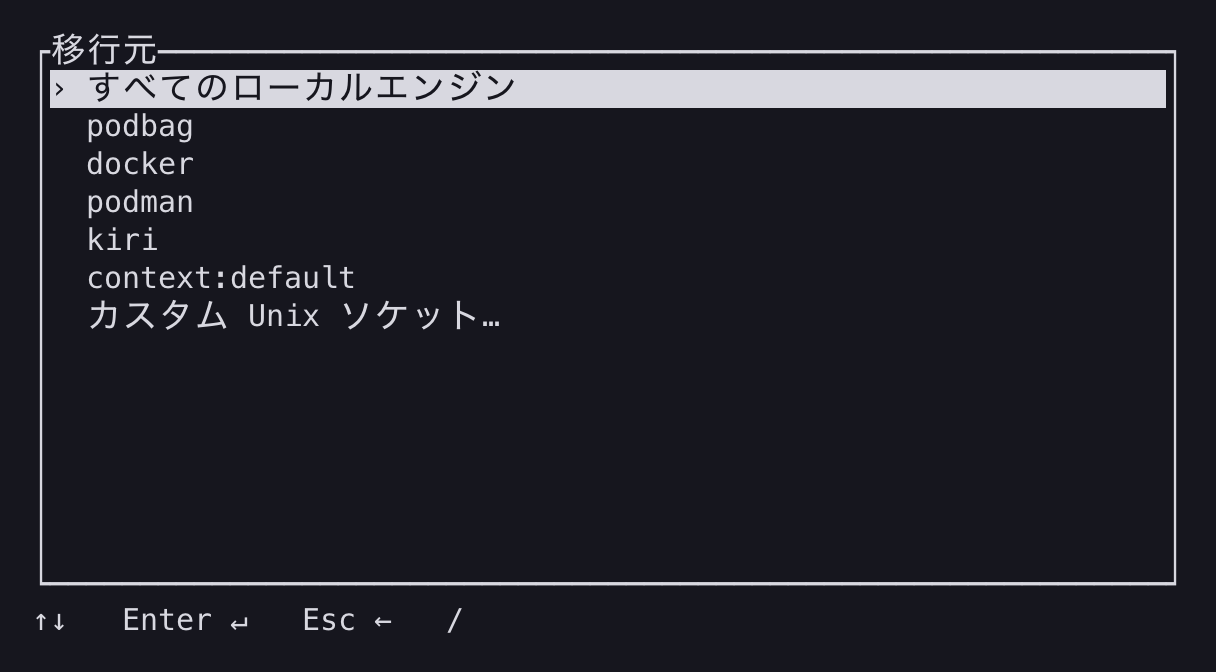 移行元
› すべてのローカルエンジン
podbag
docker
podman
kiri
context:default
カスタム Unix ソケット…
↑↓ Enter ↵ Esc ← /